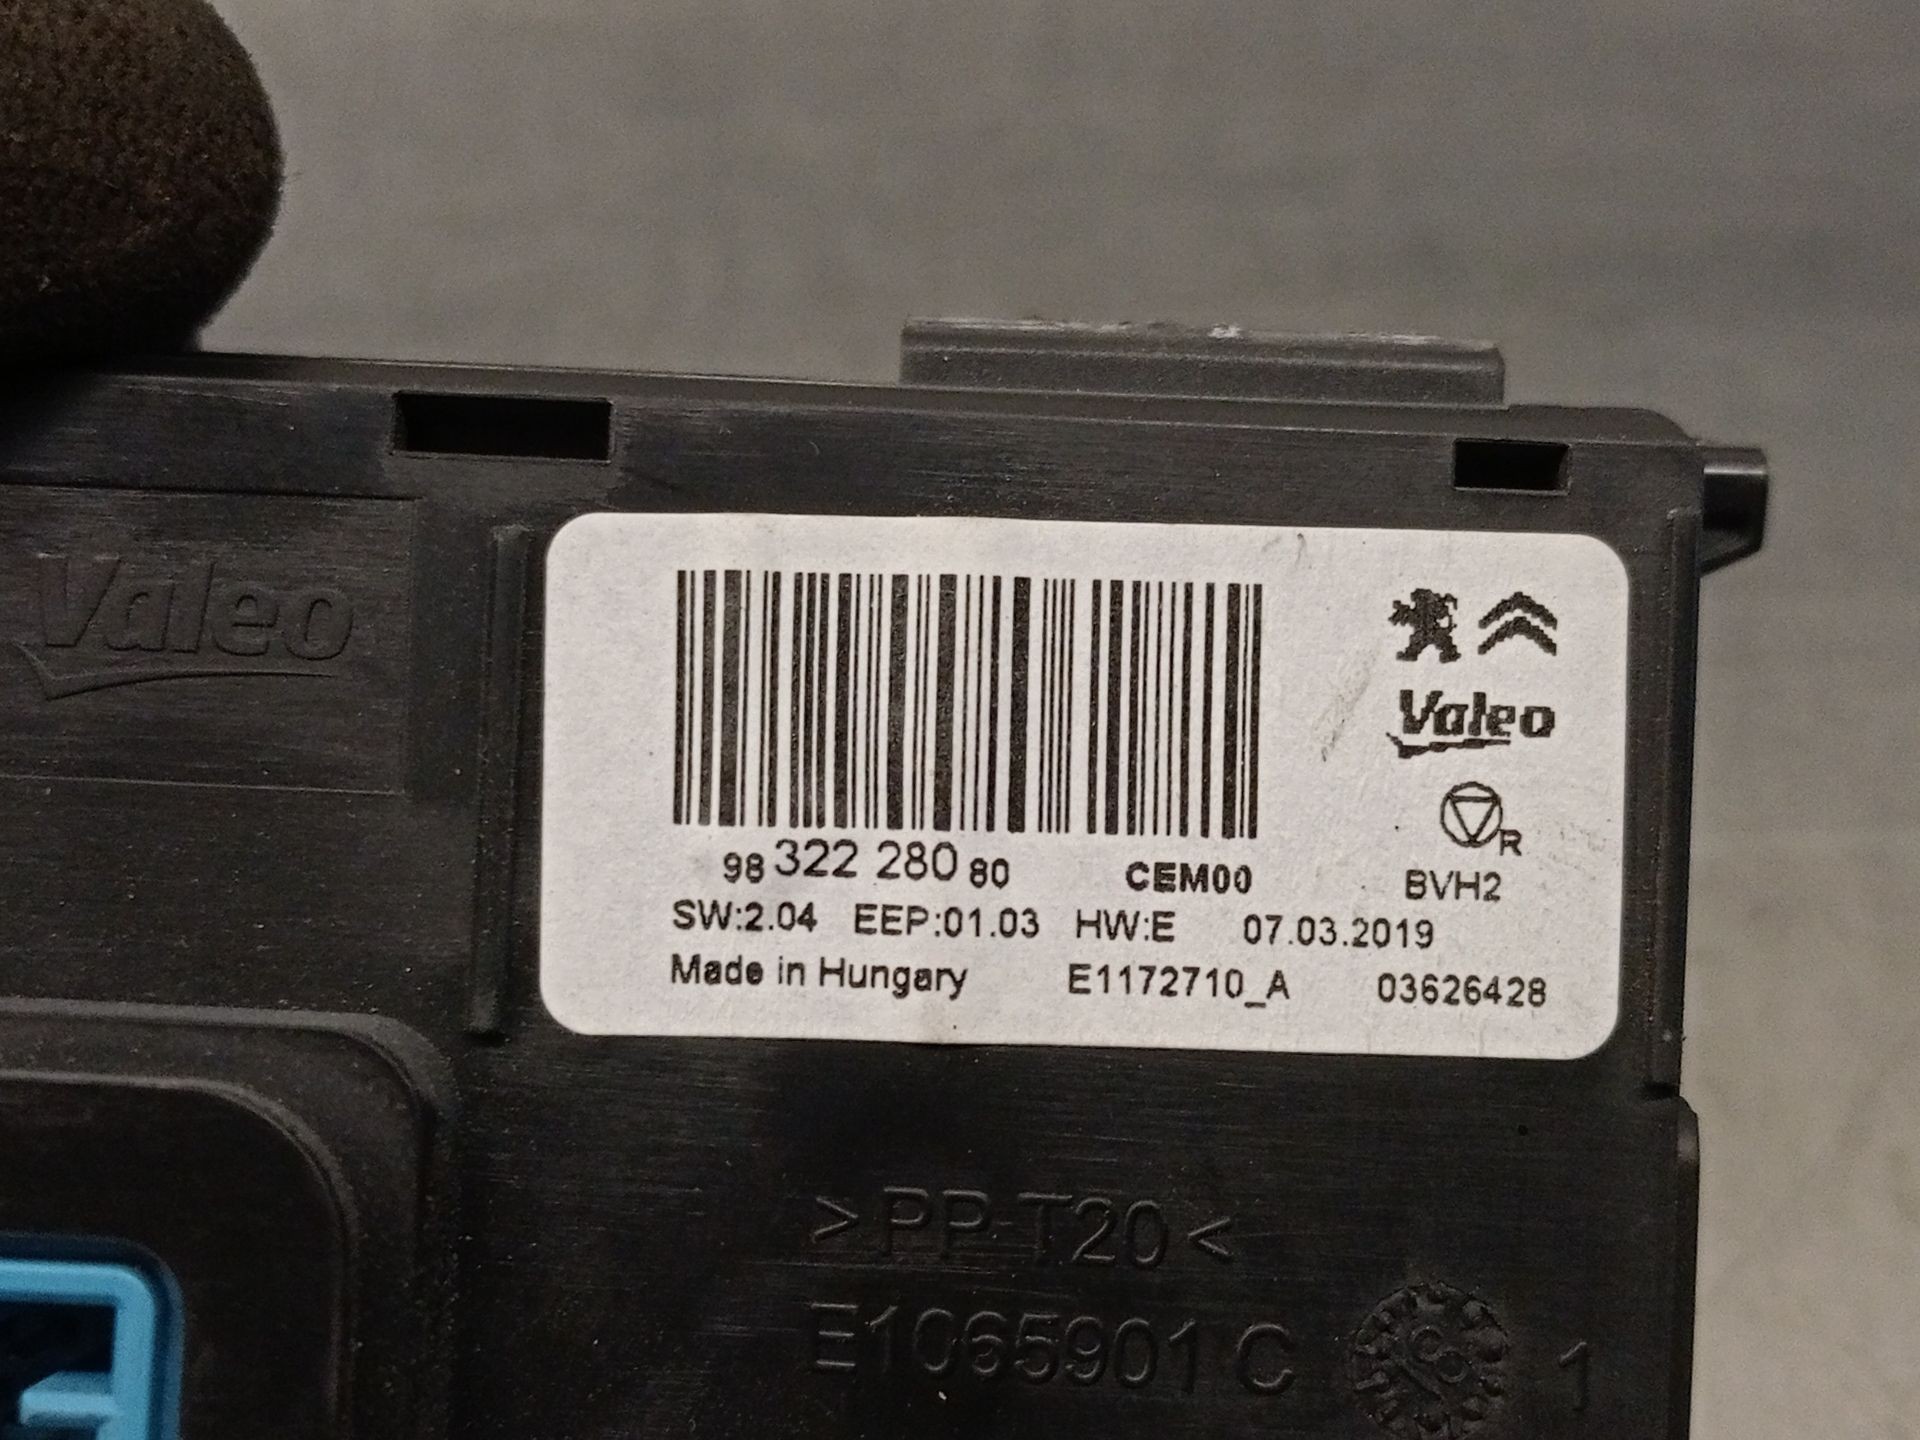 Valeo
Valeo
98 322 280 80 CEM00
R
BVH2
SW:2.04 EEP:01.03 HW:E 07.03.2019
Made in Hungary E1172710_A 03626428
>PP-T20<
E1065901 C 1